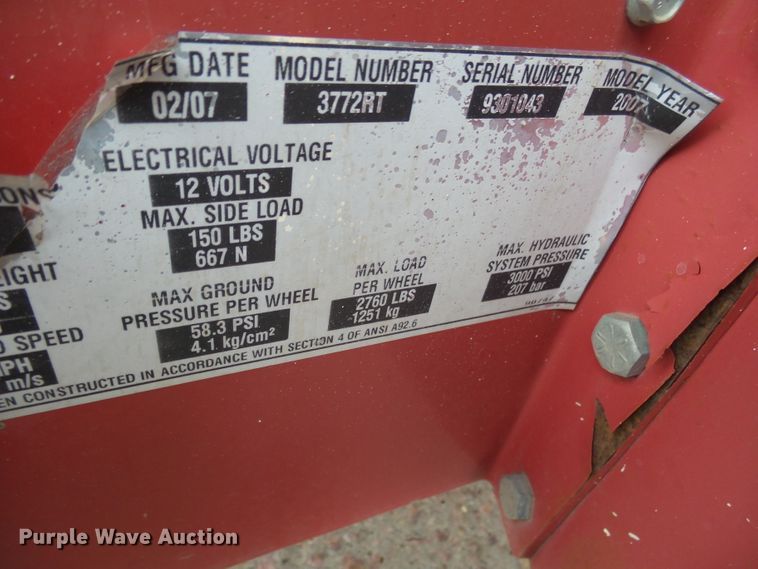 MFG DATE MODEL NUMBER SERIAL NUMBER MODEL YEAR
02/07 3772RT 9301043 2007
ELECTRICAL VOLTAGE
12 VOLTS
MAX. SIDE LOAD
150 LBS
667 N
MAX GROUND
PRESSURE PER WHEEL
58.3 PSI
4.1 kg/cm²
MAX. LOAD
PER WHEEL
2760 LBS
1251 kg
MAX. HYDRAULIC
SYSTEM PRESSURE
3000 PSI
207 bar
SPEED
MPH
m/s
EN CONSTRUCTED IN ACCORDANCE WITH SECTION 4 OF ANSI A92.6
Purple Wave Auction